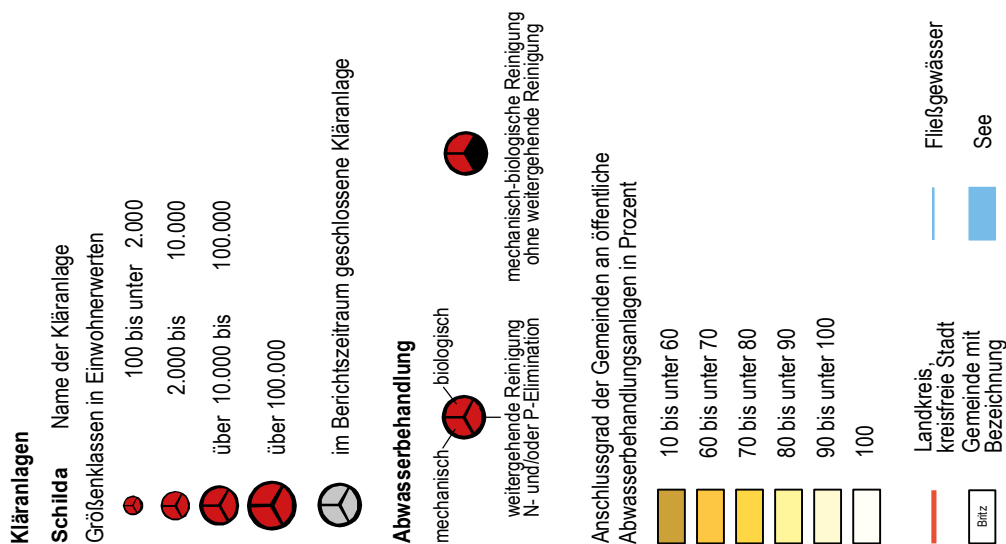 Kläranlagen
Schilda Name der Kläranlage
Größenklassen in Einwohnerwerten
100 bis unter 2.000
2.000 bis 10.000
über 10.000 bis 100.000
über 100.000
im Berichtszeitraum geschlossene Kläranlage
Abwasserbehandlung
mechanisch
biologisch
weitergehende Reinigung
N- und/oder P-Elimination
mechanisch-biologische Reinigung
ohne weitergehende Reinigung
Anschlussgrad der Gemeinden an öffentliche
Abwasserbehandlungsanlagen in Prozent
10 bis unter 60
60 bis unter 70
70 bis unter 80
80 bis unter 90
90 bis unter 100
100
Landkreis,
kreisfreie Stadt
Fließgewässer
Britz
Gemeinde mit
Bezeichnung
See